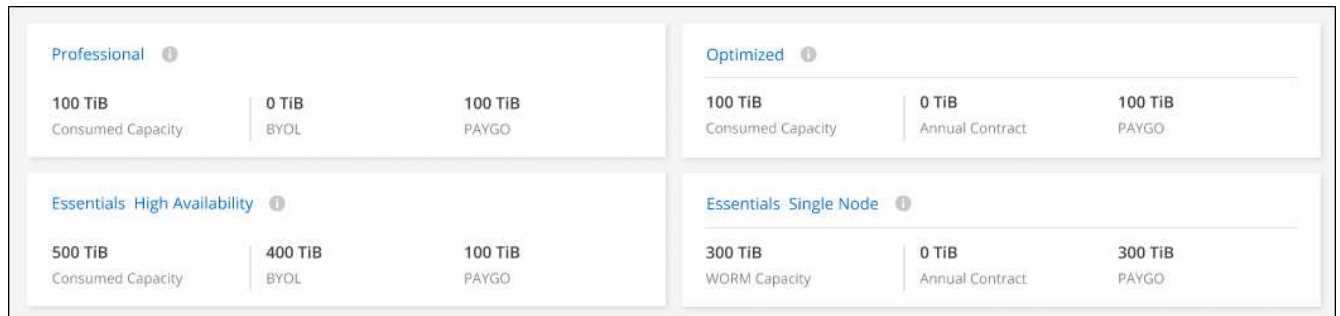 Professional
100 TiB 0 TiB 100 TiB
Consumed Capacity BYOL PAYGO
Optimized
100 TiB 0 TiB 100 TiB
Consumed Capacity Annual Contract PAYGO
Essentials High Availability
500 TiB 400 TiB 100 TiB
Consumed Capacity BYOL PAYGO
Essentials Single Node
300 TiB 0 TiB 300 TiB
WORM Capacity Annual Contract PAYGO